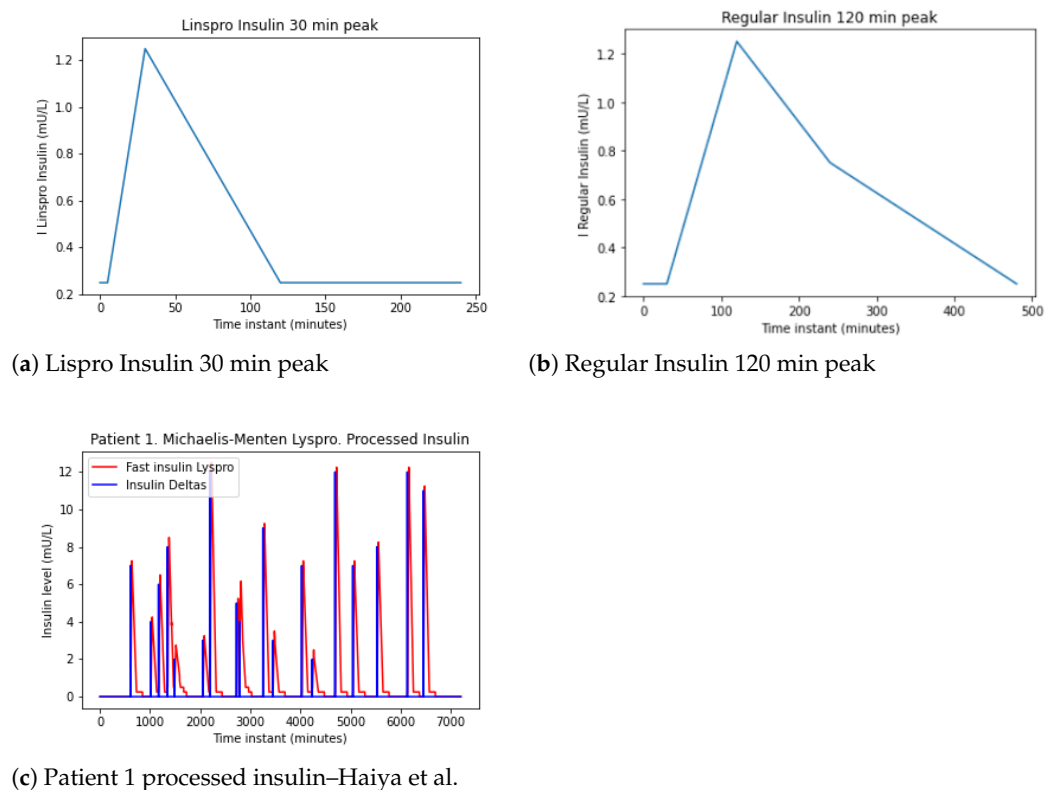 Linspro Insulin 30 min peak
I Linspro Insulin (mU/L)
1.2
1.0
0.8
0.6
0.4
0.2
0 50 100 150 200 250
Time instant (minutes)
(a) Lispro Insulin 30 min peak
Regular Insulin 120 min peak
I Regular Insulin (mU/L)
1.2
1.0
0.8
0.6
0.4
0.2
0 100 200 300 400 500
Time instant (minutes)
(b) Regular Insulin 120 min peak
Patient 1. Michaelis-Menten Lyspro. Processed Insulin
Fast insulin Lyspro
Insulin Deltas
Insulin level (mU/L)
12
10
8
6
4
2
0
0 1000 2000 3000 4000 5000 6000 7000
Time instant (minutes)
(c) Patient 1 processed insulin–Haiya et al.